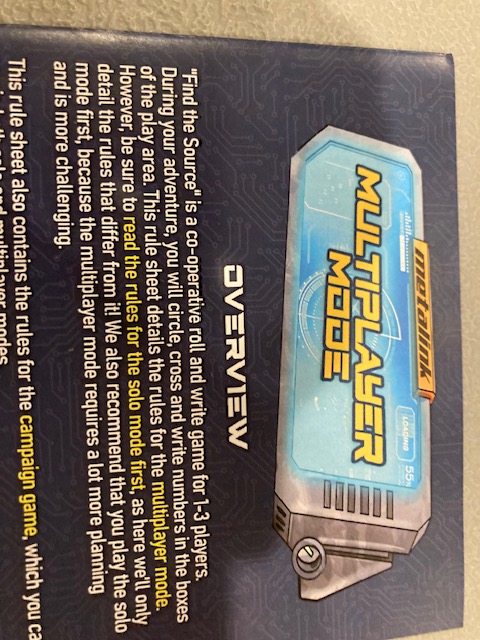 metalink
MULTIPLAYER
MODE
LOADING
55%
OVERVIEW
"Find the Source" is a co-operative roll and write game for 1-3 players.
During your adventure, you will circle, cross and write numbers in the boxes
of the play area. This rule sheet details the rules for the multiplayer mode.
However, be sure to read the rules for the solo mode first, as here we'll only
detail the rules that differ from it! We also recommend that you play the solo
mode first, because the multiplayer mode requires a lot more planning
and is more challenging.
This rule sheet also contains the rules for the campaign game, which you ca
solo and multiplayer modes.